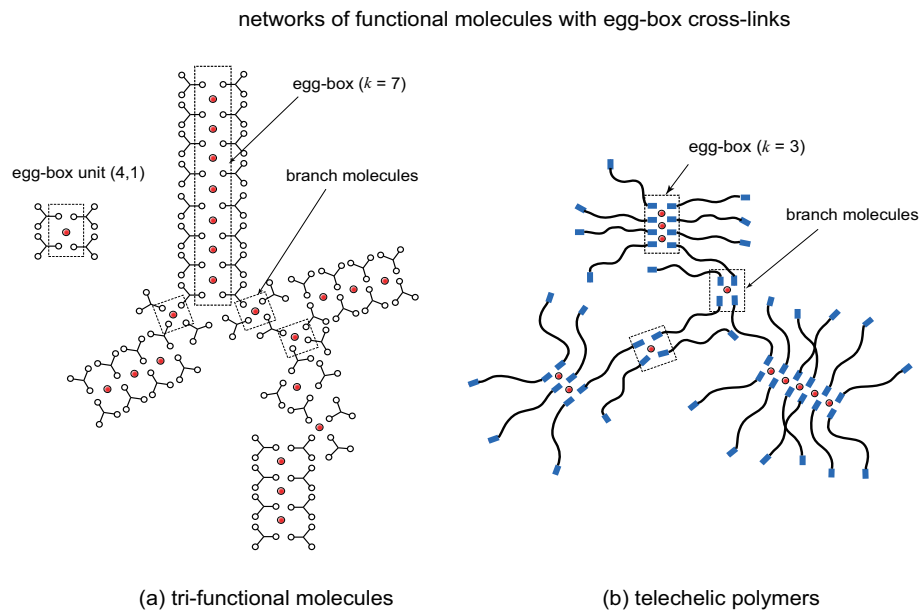 networks of functional molecules with egg-box cross-links
egg-box (k = 7)
egg-box unit (4,1)
branch molecules
egg-box (k = 3)
branch molecules
(a) tri-functional molecules
(b) telechelic polymers